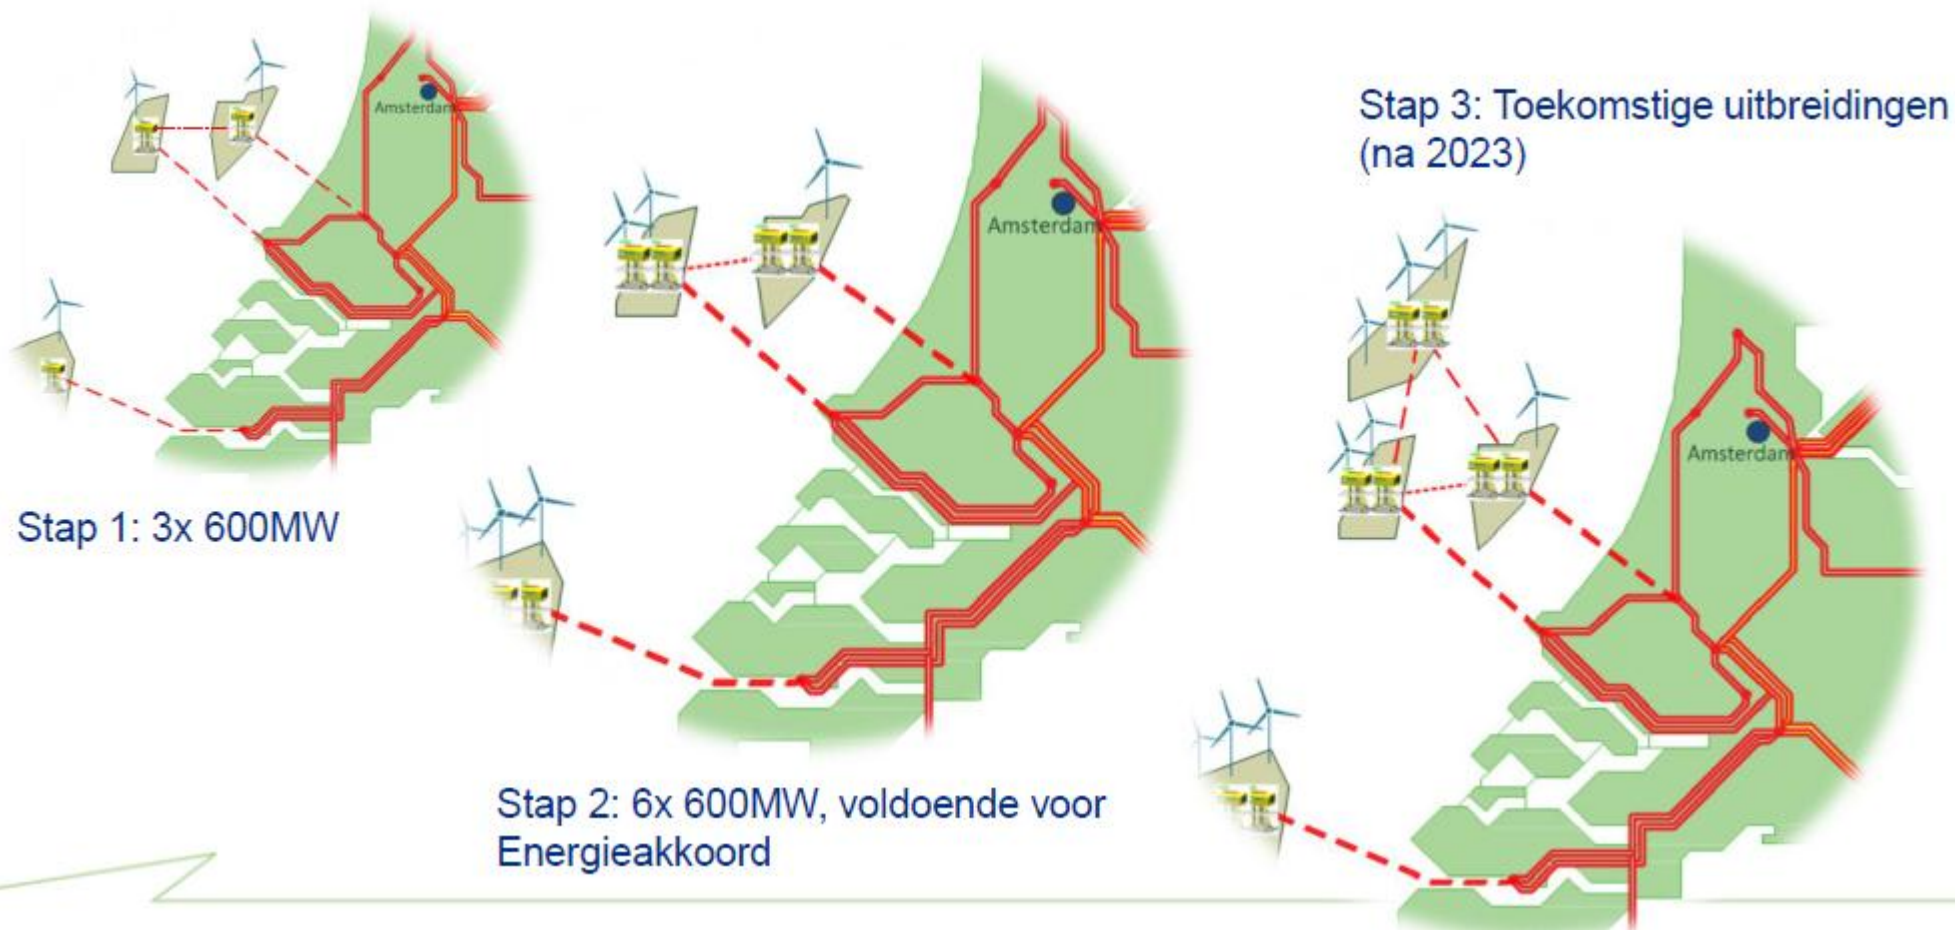 Amsterdam
Stap 1: 3x 600MW
Amsterdam
Stap 2: 6x 600MW, voldoende voor
Energieakkoord
Stap 3: Toekomstige uitbreidingen
(na 2023)
Amsterdam